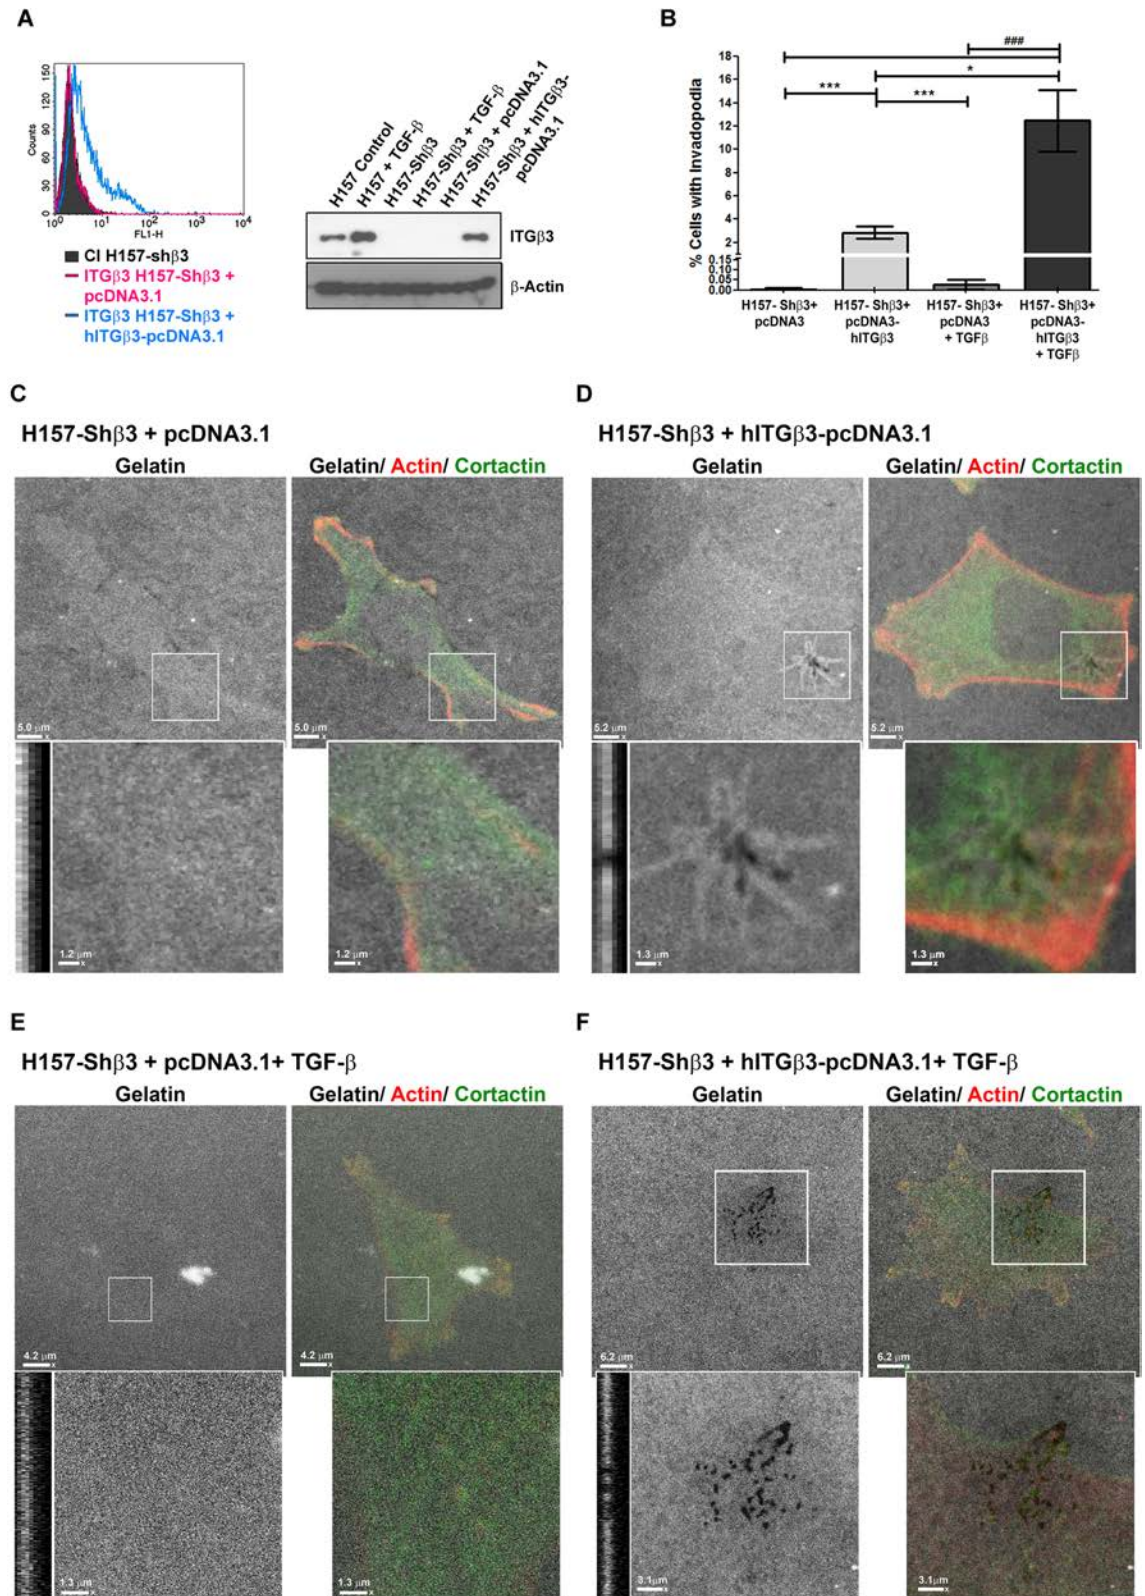 A
150
120
90
60
30
0
Counts
10⁰
10¹
10²
10³
10⁴
FL1-H
CI H157-shβ3
ITGβ3 H157-Shβ3 +
pcDNA3.1
ITGβ3 H157-Shβ3 +
hITGβ3-pcDNA3.1
H157 Control
H157 + TGF-β
H157-Shβ3
H157-Shβ3 + TGF-β
H157-Shβ3 + pcDNA3.1
H157-Shβ3 + hITGβ3-
pcDNA3.1
ITGβ3
β-Actin
B
% Cells with Invadopodia
18
16
14
12
10
8
6
4
2
0.15
0.05
0.00
###
*
***
***
H157- Shβ3+
pcDNA3
H157- Shβ3+
pcDNA3-
hITGβ3
H157- Shβ3+
pcDNA3
+ TGFβ
H157- Shβ3+
pcDNA3-
hITGβ3
+ TGFβ
C
H157-Shβ3 + pcDNA3.1
Gelatin
Gelatin/ Actin/ Cortactin
5.0 μm
x
5.0 μm
x
1.2 μm
x
1.2 μm
x
D
H157-Shβ3 + hITGβ3-pcDNA3.1
Gelatin
Gelatin/ Actin/ Cortactin
5.2 μm
x
5.2 μm
x
1.3 μm
x
1.3 μm
x
E
H157-Shβ3 + pcDNA3.1+ TGF-β
Gelatin
Gelatin/ Actin/ Cortactin
4.2 μm
x
4.2 μm
x
1.3 μm
x
1.3 μm
x
F
H157-Shβ3 + hITGβ3-pcDNA3.1+ TGF-β
Gelatin
Gelatin/ Actin/ Cortactin
6.2 μm
x
6.2 μm
x
3.1μm
x
3.1μm
x